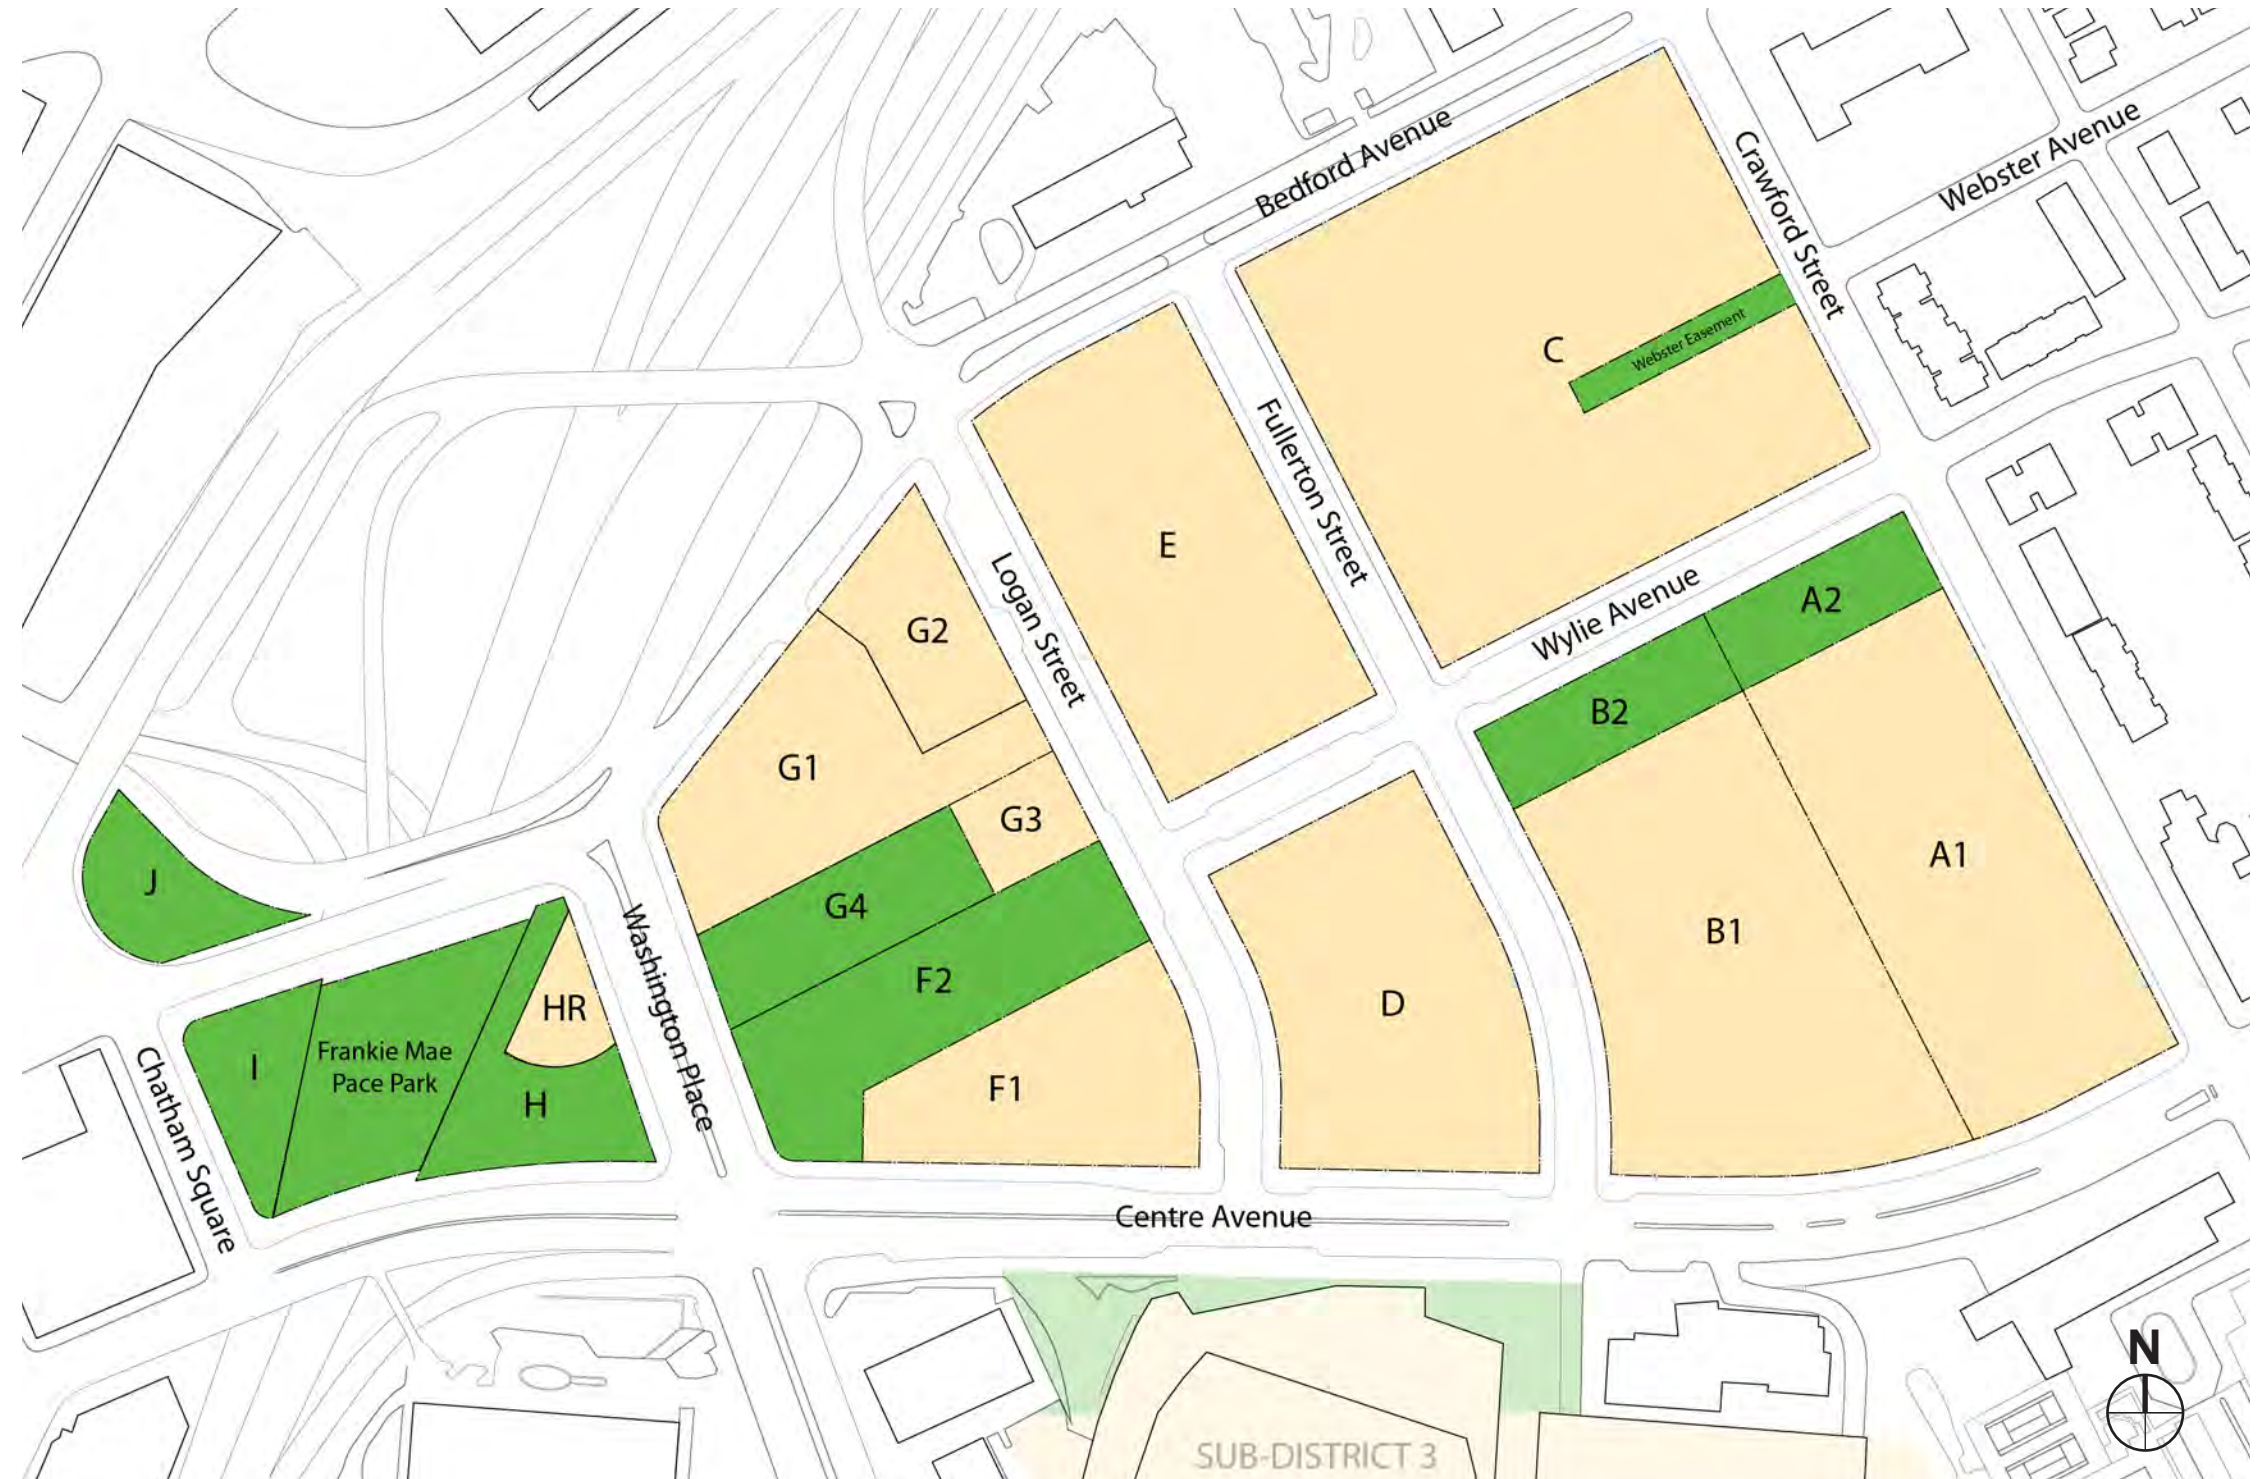 Bedford Avenue
Crawford Street
Webster Avenue
C
Webster Easement
Fullerton Street
E
Logan Street
G2
Wylie Avenue
A2
B2
G1
G3
A1
J
G4
B1
Washington Place
F2
HR
D
I
Frankie Mae
Pace Park
H
F1
Chatham Square
Centre Avenue
N
SUB-DISTRICT 3